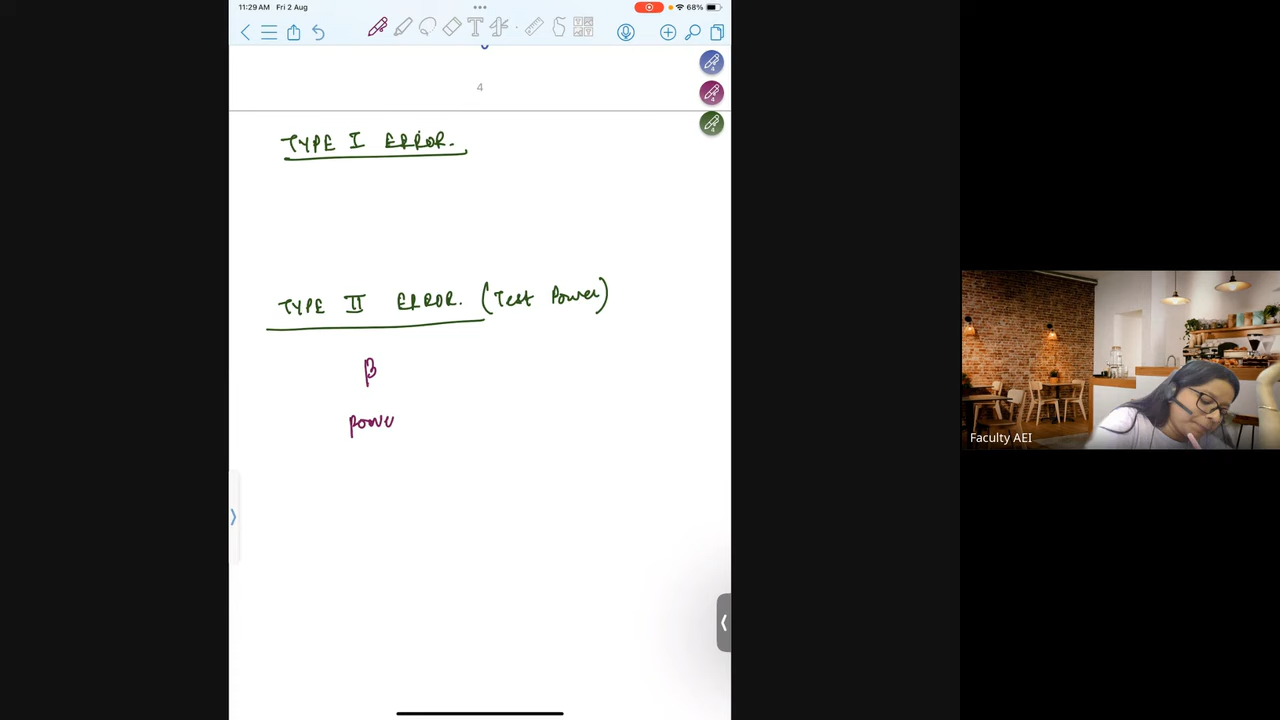 11:29 AM Fri 2 Aug
68%
4
TYPE I ERROR.
TYPE II ERROR. (Test Power)
β
powe
Faculty AEI